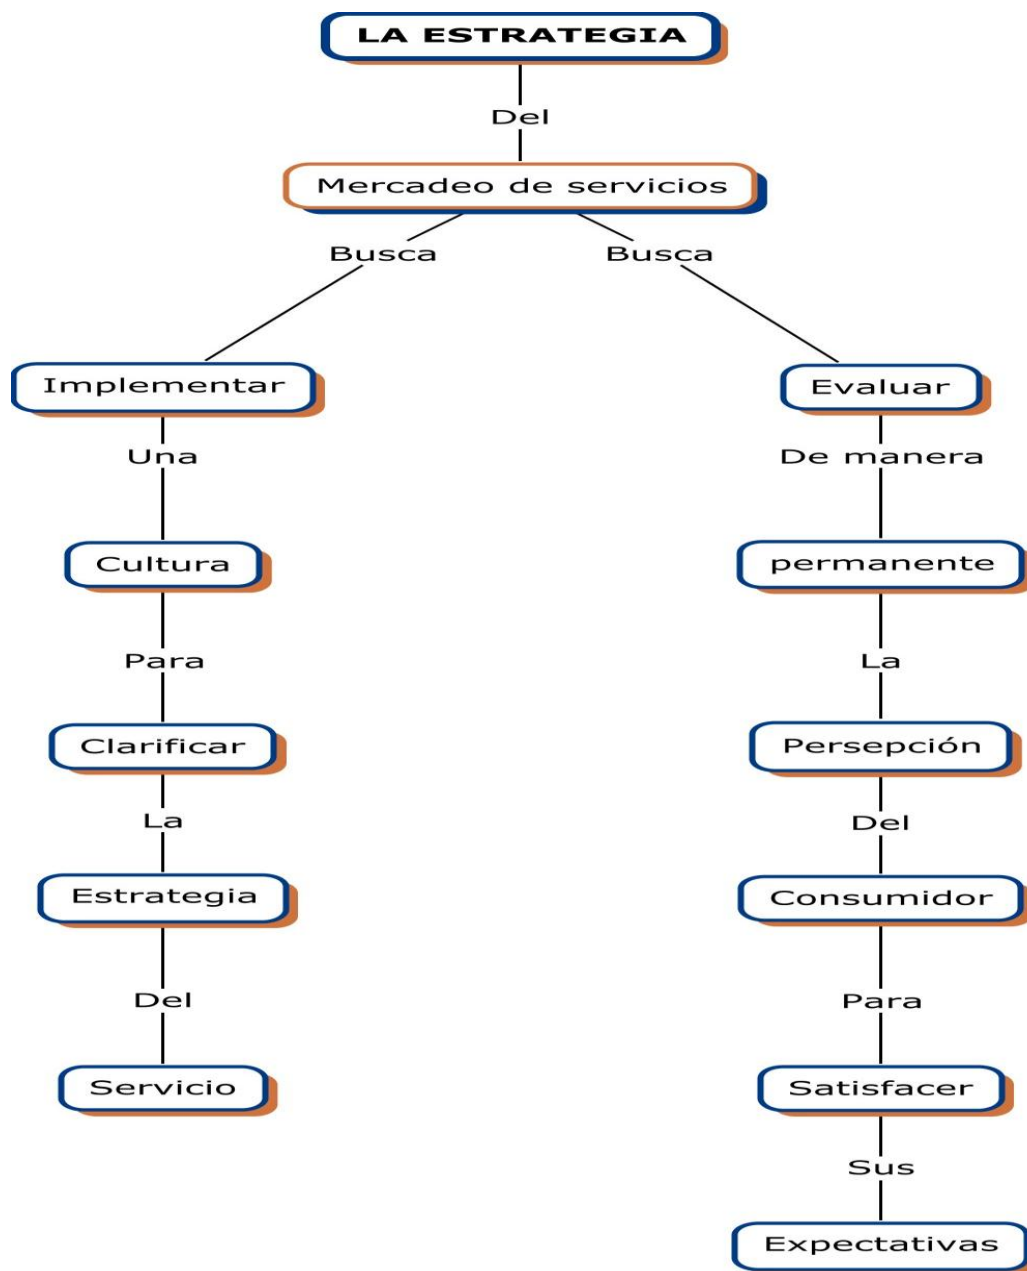 LA ESTRATEGIA
Del
Mercadeo de servicios
Busca
Busca
Implementar
Evaluar
Una
De manera
Cultura
permanente
Para
La
Clarificar
Persepción
La
Del
Estrategia
Consumidor
Del
Para
Servicio
Satisfacer
Sus
Expectativas